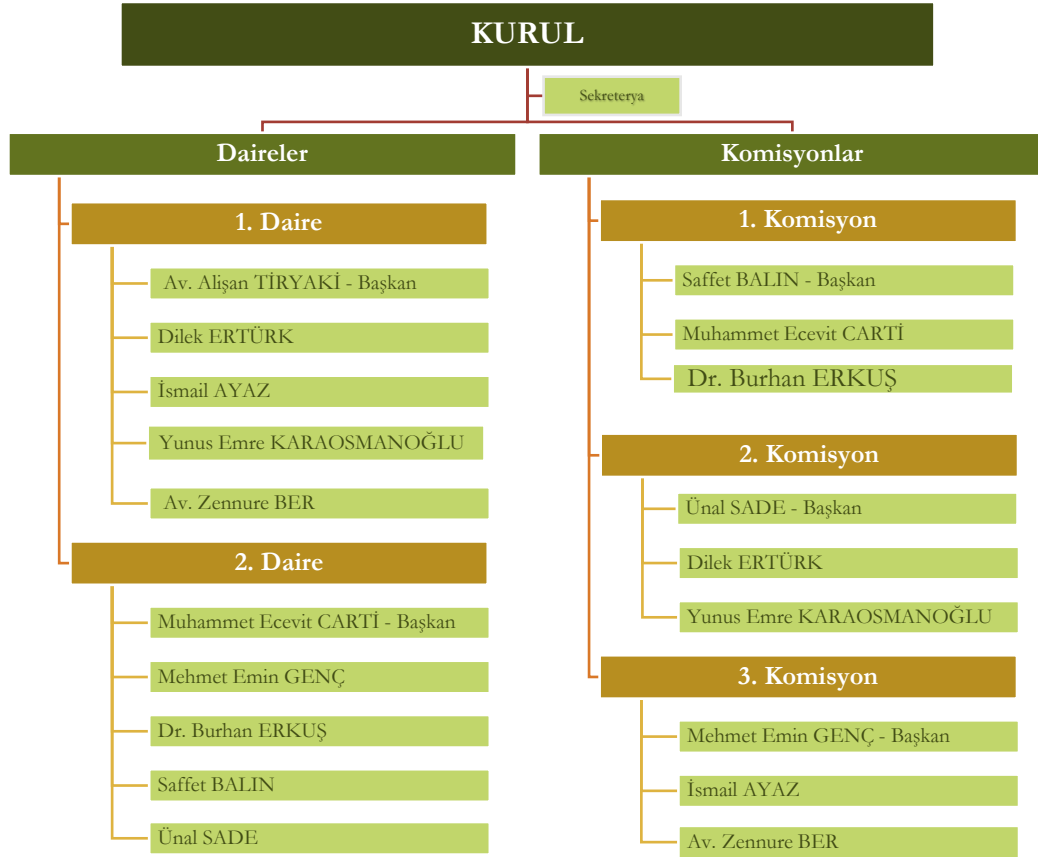 KURUL
Sekreterya
Daireler
1. Daire
Av. Alişan TİRYAKİ - Başkan
Dilek ERTÜRK
İsmail AYAZ
Yunus Emre KARAOSMANOĞLU
Av. Zennure BER
2. Daire
Muhammet Ecevit CARTİ - Başkan
Mehmet Emin GENÇ
Dr. Burhan ERKUŞ
Saffet BALIN
Ünal SADE
Komisyonlar
1. Komisyon
Saffet BALIN - Başkan
Muhammet Ecevit CARTİ
Dr. Burhan ERKUŞ
2. Komisyon
Ünal SADE - Başkan
Dilek ERTÜRK
Yunus Emre KARAOSMANOĞLU
3. Komisyon
Mehmet Emin GENÇ - Başkan
İsmail AYAZ
Av. Zennure BER